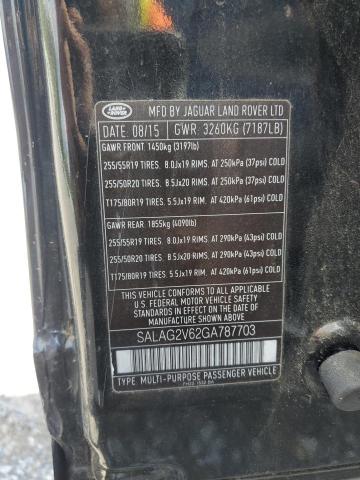 LAND ROVER
MFD BY JAGUAR LAND ROVER LTD
DATE: 08/15 GWR: 3260KG (7187LB)
GAWR FRONT 1450kg (3197lb)
255/55R19 TIRES 8.0Jx19 RIMS. AT 250kPa (37psi) COLD
255/50R20 TIRES 8.5Jx20 RIMS. AT 250kPa (37psi) COLD
T175/80R19 TIRES 5.5Jx19 RIM. AT 420kPa (61psi) COLD
GAWR REAR 1855kg (4090lb)
255/55R19 TIRES 8.0Jx19 RIMS. AT 290kPa (43psi) COLD
255/50R20 TIRES 8.5Jx20 RIMS. AT 290kPa (43psi) COLD
T175/80R19 TIRES 5.5Jx19 RIM. AT 420kPa (61psi) COLD
THIS VEHICLE CONFORMS TO ALL APPLICABLE
U.S. FEDERAL MOTOR VEHICLE SAFETY
STANDARDS IN EFFECT ON THE DATE OF
MANUFACTURE SHOWN ABOVE.
SALAG2V62GA787703
TYPE: MULTI-PURPOSE PASSENGER VEHICLE